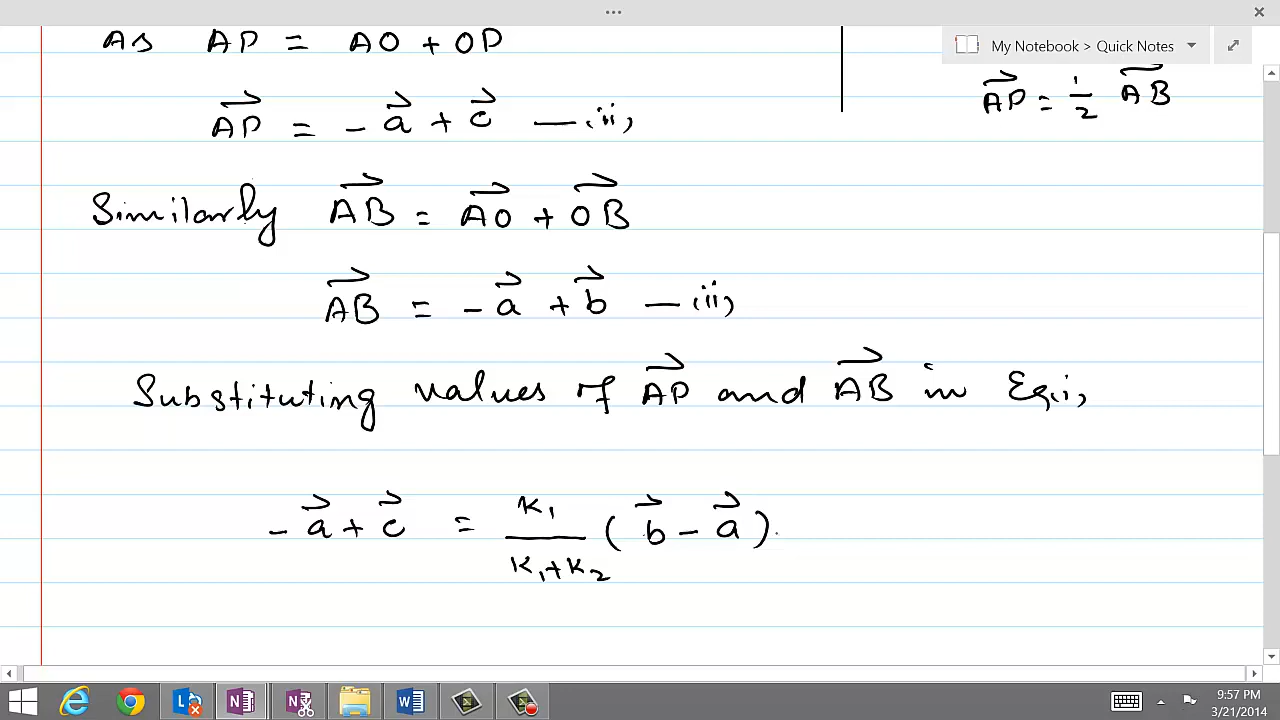 ...
My Notebook > Quick Notes
As AP = AO + OP
AP = 1/2 AB
AP = - a + c — (ii)
Similarly AB = AO + OB
AB = - a + b — (ii)
Substituting values of AP and AB in Eq(i)
- a + c = K₁/(K₁+K₂) ( b - a ).
9:57 PM
3/21/2014